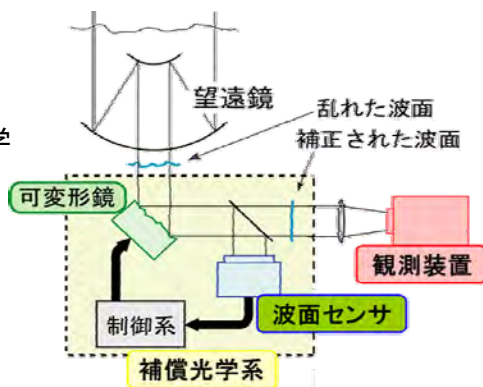 望遠鏡
学
乱れた波面
補正された波面
可変形鏡
観測装置
波面センサ
制御系
補償光学系